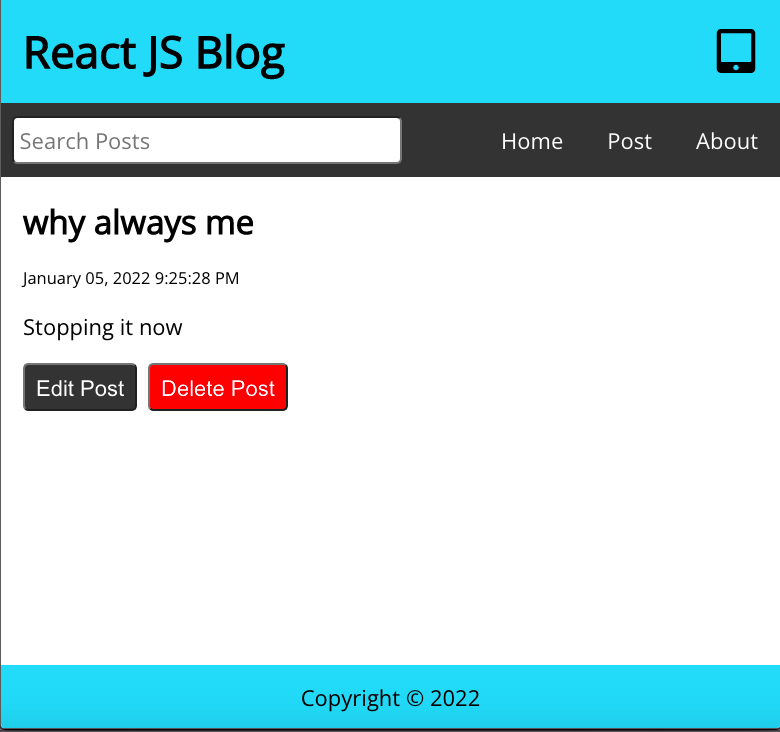 React JS Blog
Search Posts
Home Post About
why always me
January 05, 2022 9:25:28 PM
Stopping it now
Edit Post Delete Post
Copyright © 2022